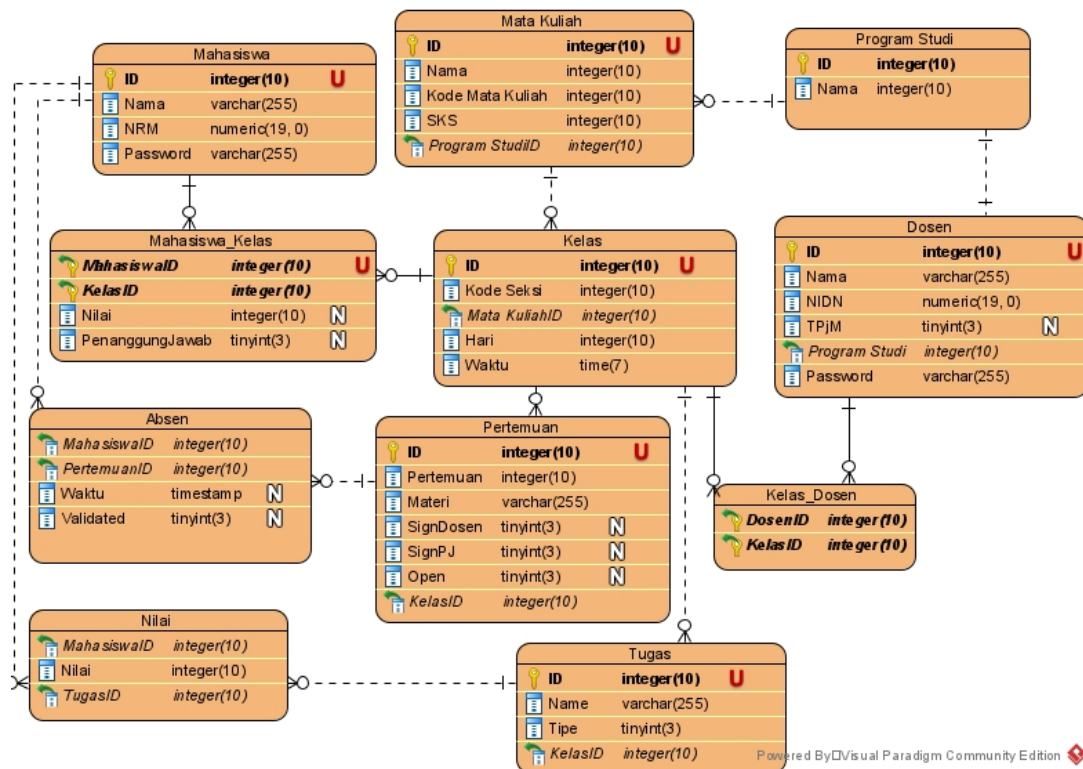 Mahasiswa
ID integer(10) U
Nama varchar(255)
NRM numeric(19, 0)
Password varchar(255)
Mata Kuliah
ID integer(10) U
Nama integer(10)
Kode Mata Kuliah integer(10)
SKS integer(10)
Program StudiID integer(10)
Program Studi
ID integer(10)
Nama integer(10)
Mahasiswa_Kelas
MahasiswaID integer(10) U
KelasID integer(10)
Nilai integer(10) N
PenanggungJawab tinyint(3) N
Kelas
ID integer(10) U
Kode Seksi integer(10)
Mata KuliahID integer(10)
Hari integer(10)
Waktu time(7)
Dosen
ID integer(10) U
Nama varchar(255)
NIDN numeric(19, 0)
TPjM tinyint(3) N
Program Studi integer(10)
Password varchar(255)
Absen
MahasiswaID integer(10)
PertemuanID integer(10)
Waktu timestamp N
Validated tinyint(3) N
Pertemuan
ID integer(10) U
Pertemuan integer(10)
Materi varchar(255)
SignDosen tinyint(3) N
SignPJ tinyint(3) N
Open tinyint(3) N
KelasID integer(10)
Kelas_Dosen
DosenID integer(10)
KelasID integer(10)
Nilai
MahasiswaID integer(10)
Nilai integer(10)
TugasID integer(10)
Tugas
ID integer(10) U
Name varchar(255)
Tipe tinyint(3)
KelasID integer(10)
Powered By□Visual Paradigm Community Edition